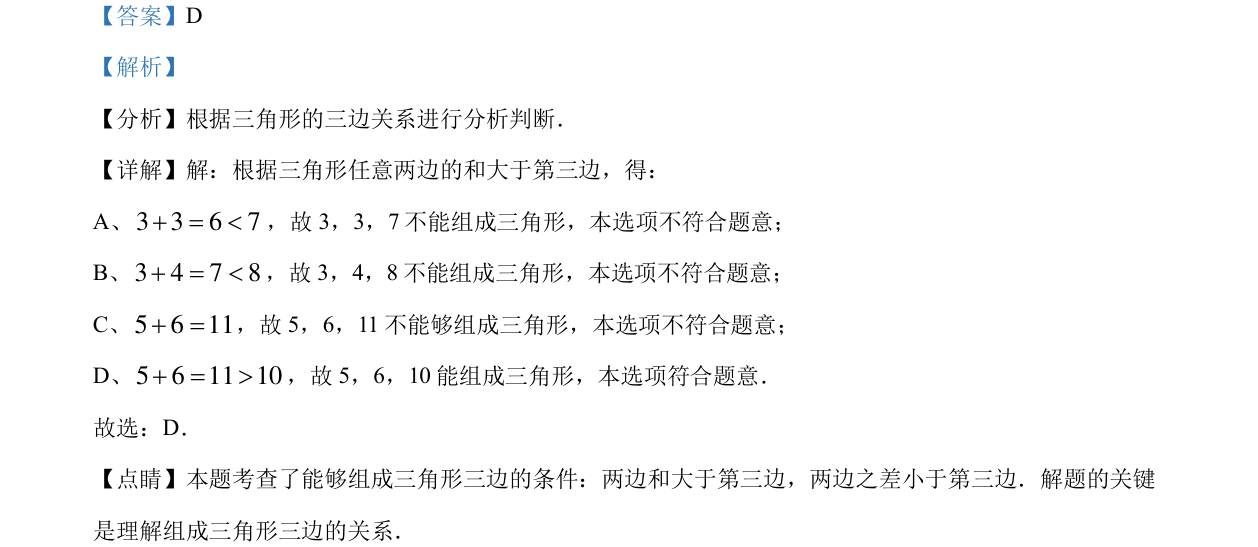 【答案】D
【解析】
【分析】根据三角形的三边关系进行分析判断．
【详解】解：根据三角形任意两边的和大于第三边，得：
A、3+3=6<7，故 3，3，7 不能组成三角形，本选项不符合题意；
B、3+4=7<8，故 3，4，8 不能组成三角形，本选项不符合题意；
C、5+6=11，故 5，6，11 不能够组成三角形，本选项不符合题意；
D、5+6=11>10，故 5，6，10 能组成三角形，本选项符合题意．
故选：D．
【点睛】本题考查了能够组成三角形三边的条件：两边和大于第三边，两边之差小于第三边．解题的关键
是理解组成三角形三边的关系．